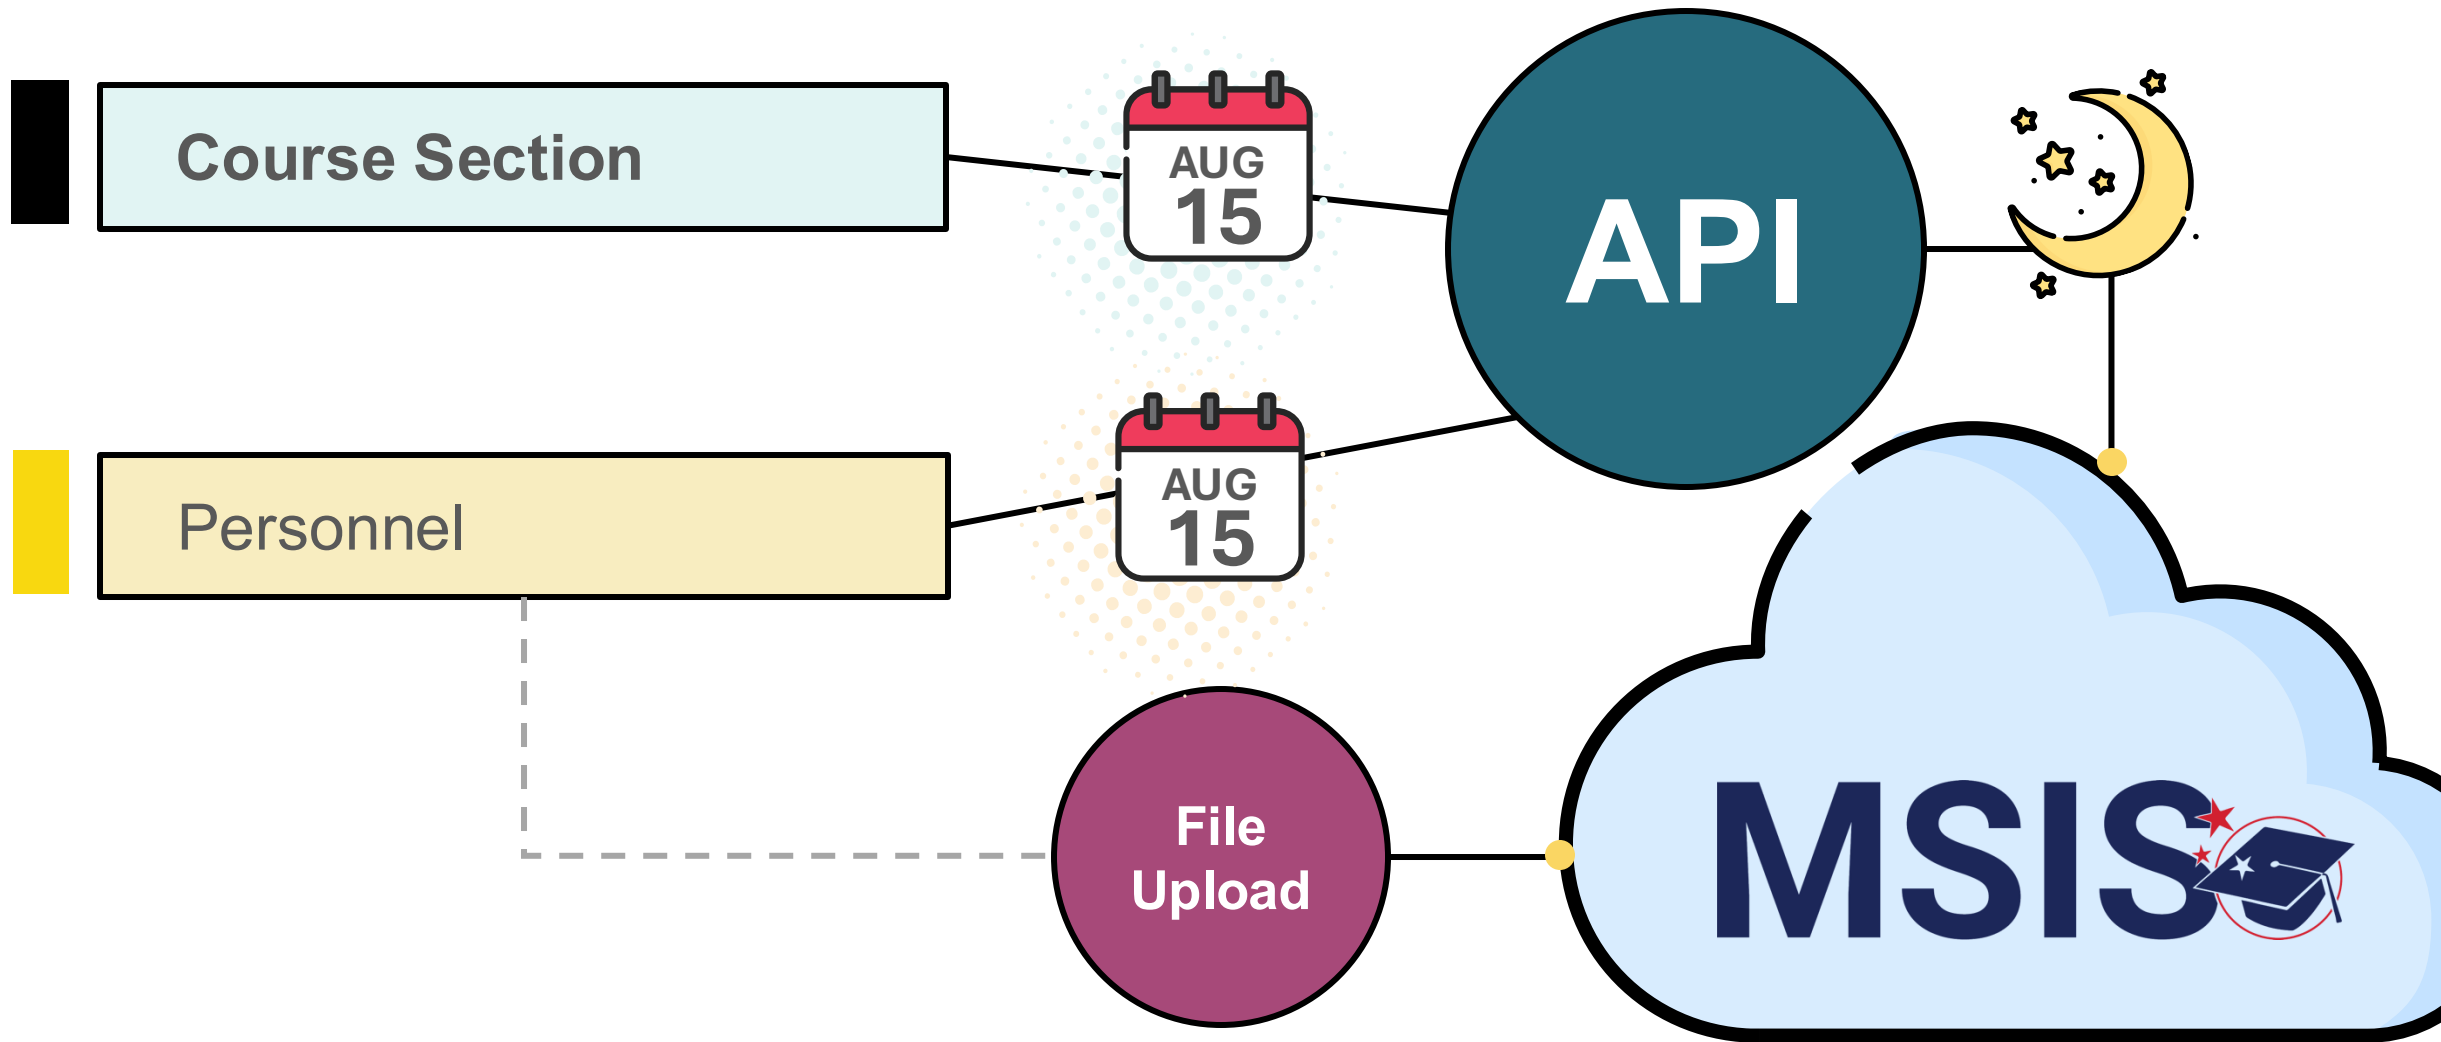 Course Section
AUG
15
API
Personnel
AUG
15
File
Upload
MSIS